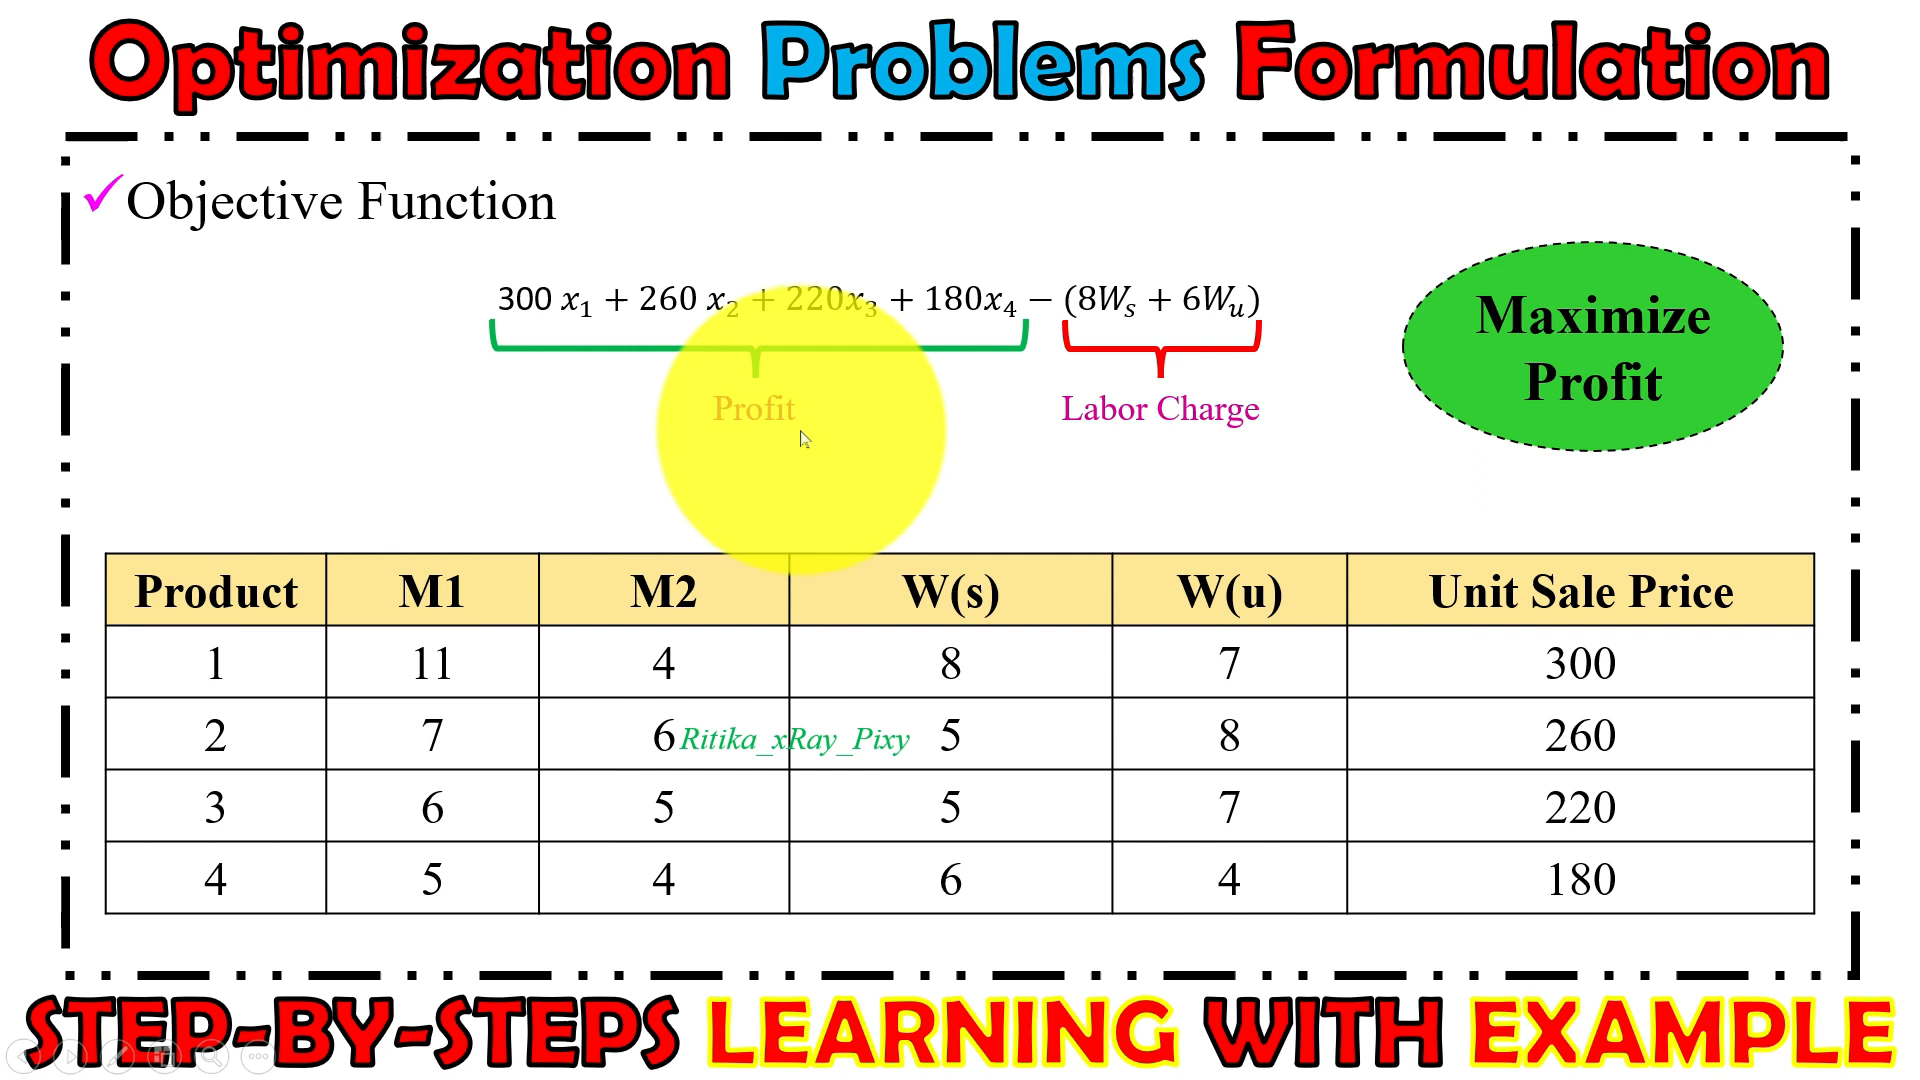 Optimization Problems Formulation
✓Objective Function
300 x₁ + 260 x₂ + 220x₃ + 180x₄ − (8Wₛ + 6Wᵤ)
Profit
Labor Charge
Maximize
Profit
Product M1 M2 W(s) W(u) Unit Sale Price
1 11 4 8 7 300
2 7 6 5 8 260
Ritika_xRay_Pixy
3 6 5 5 7 220
4 5 4 6 4 180
STEP-BY-STEPS LEARNING WITH EXAMPLE